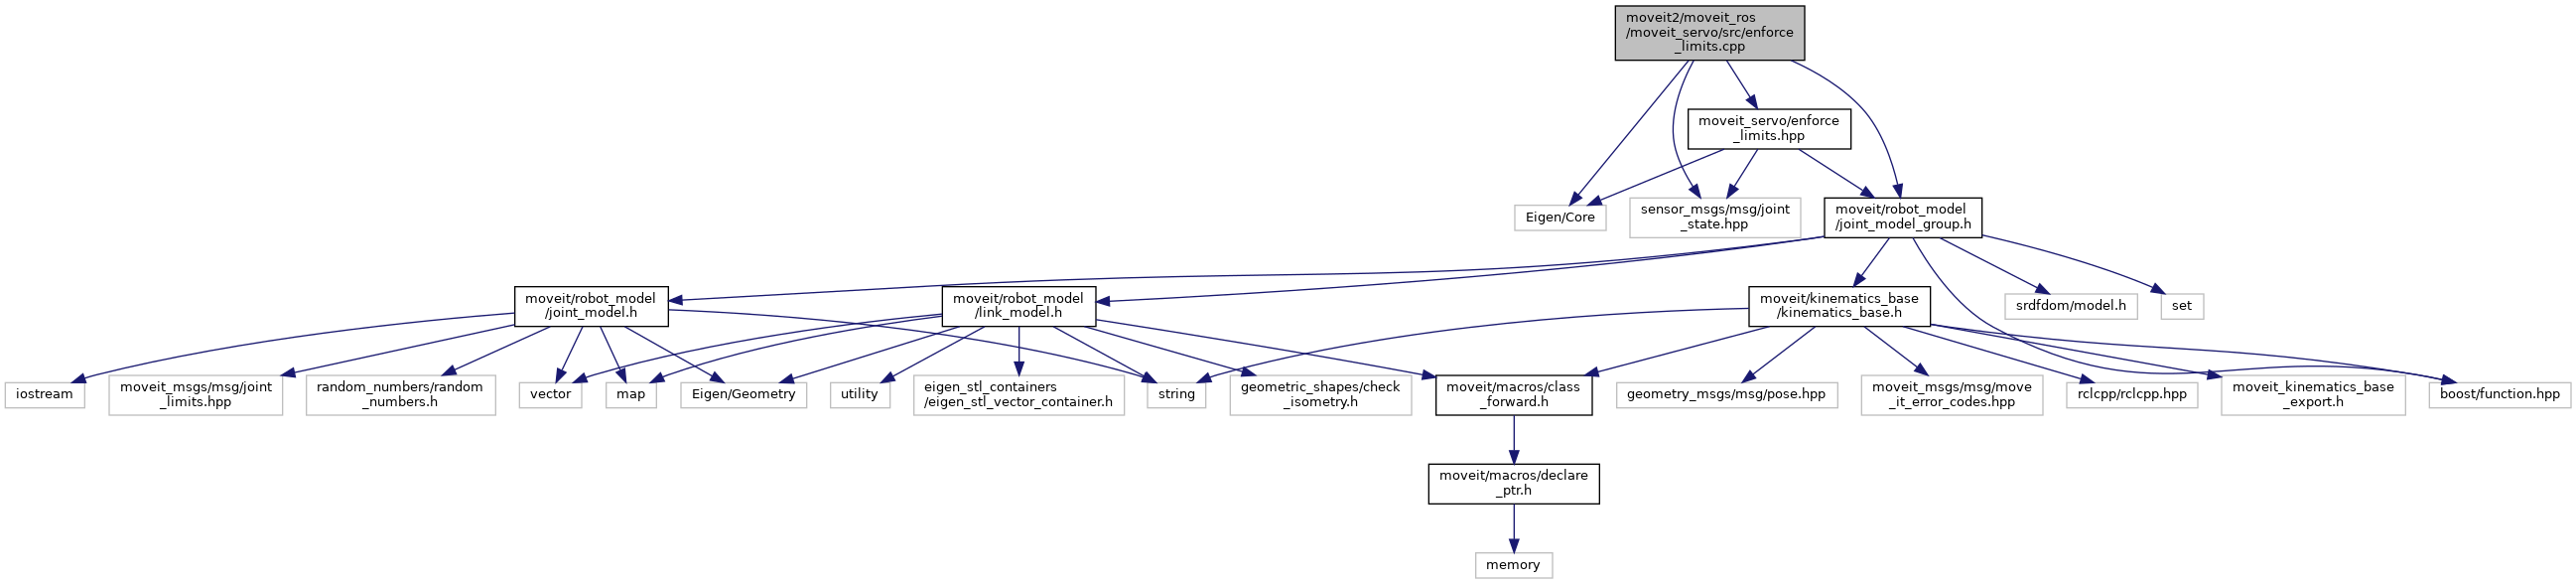 moveit2/moveit_ros
/moveit_servo/src/enforce
_limits.cpp
moveit_servo/enforce
_limits.hpp
Eigen/Core
sensor_msgs/msg/joint
_state.hpp
moveit/robot_model
/joint_model_group.h
moveit/robot_model
/joint_model.h
moveit/robot_model
/link_model.h
moveit/kinematics_base
/kinematics_base.h
srdfdom/model.h
set
iostream
moveit_msgs/msg/joint
_limits.hpp
random_numbers/random
_numbers.h
vector
map
Eigen/Geometry
utility
eigen_stl_containers
/eigen_stl_vector_container.h
string
geometric_shapes/check
_isometry.h
moveit/macros/class
_forward.h
geometry_msgs/msg/pose.hpp
moveit_msgs/msg/move
_it_error_codes.hpp
rclcpp/rclcpp.hpp
moveit_kinematics_base
_export.h
boost/function.hpp
moveit/macros/declare
_ptr.h
memory